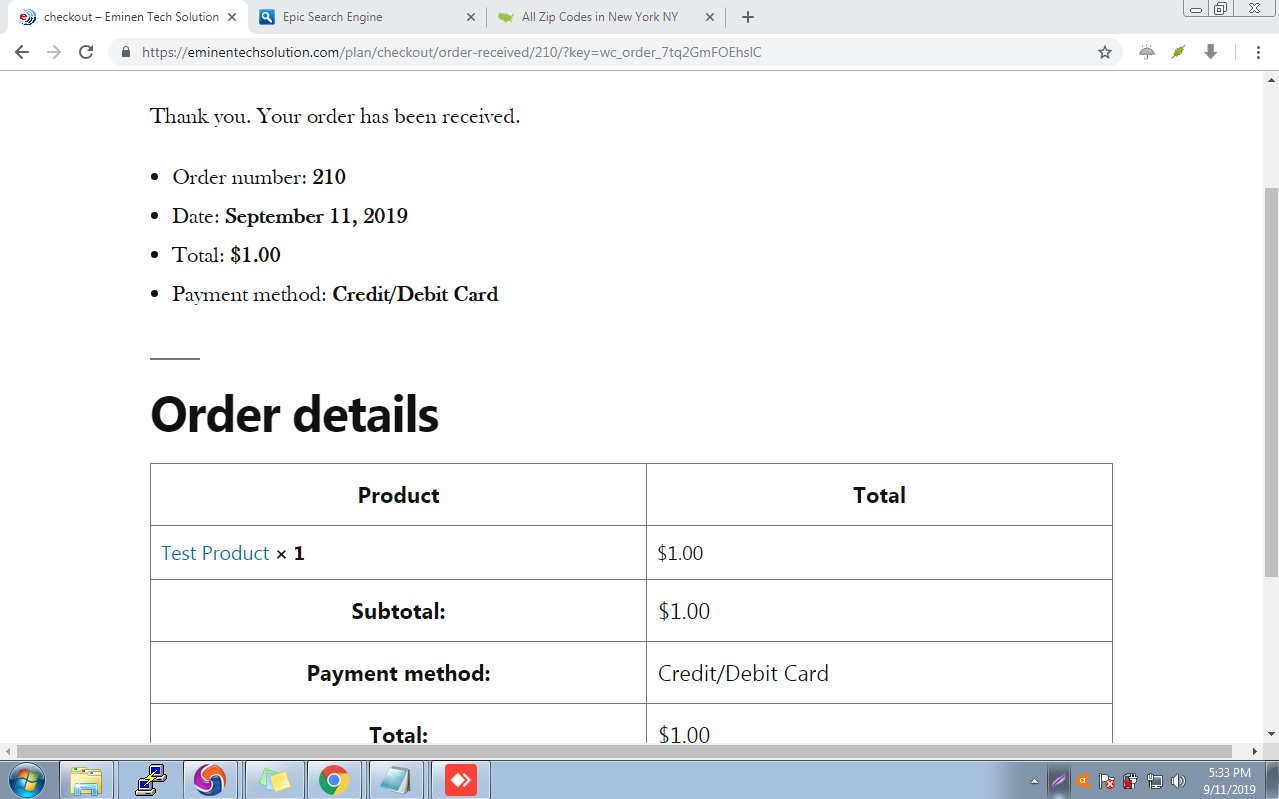 checkout – Eminen Tech Solution
Epic Search Engine
All Zip Codes in New York NY
https://eminentechsolution.com/plan/checkout/order-received/210/?key=wc_order_7tq2GmFOEhslC
Thank you. Your order has been received.
Order number: 210
Date: September 11, 2019
Total: $1.00
Payment method: Credit/Debit Card
Order details
Product Total
Test Product × 1 $1.00
Subtotal: $1.00
Payment method: Credit/Debit Card
Total: $1.00
5:33 PM
9/11/2019